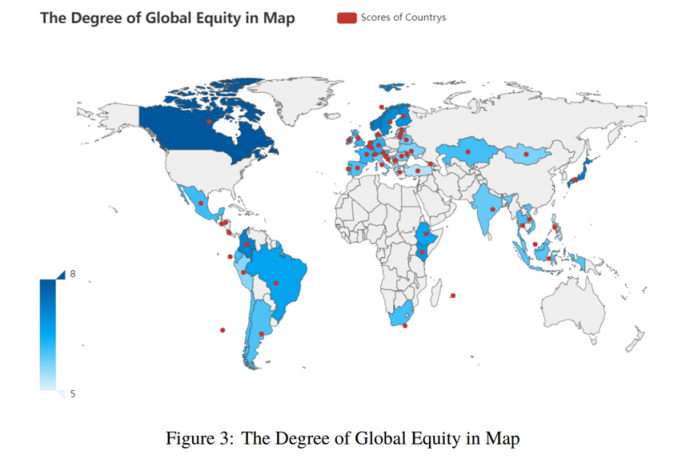 The Degree of Global Equity in Map
Scores of Countrys
8
5
Figure 3: The Degree of Global Equity in Map